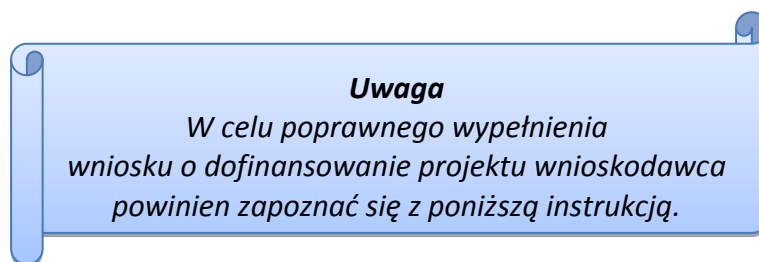 Uwaga
W celu poprawnego wypełnienia
wniosku o dofinansowanie projektu wnioskodawca
powinien zapoznać się z poniższą instrukcją.